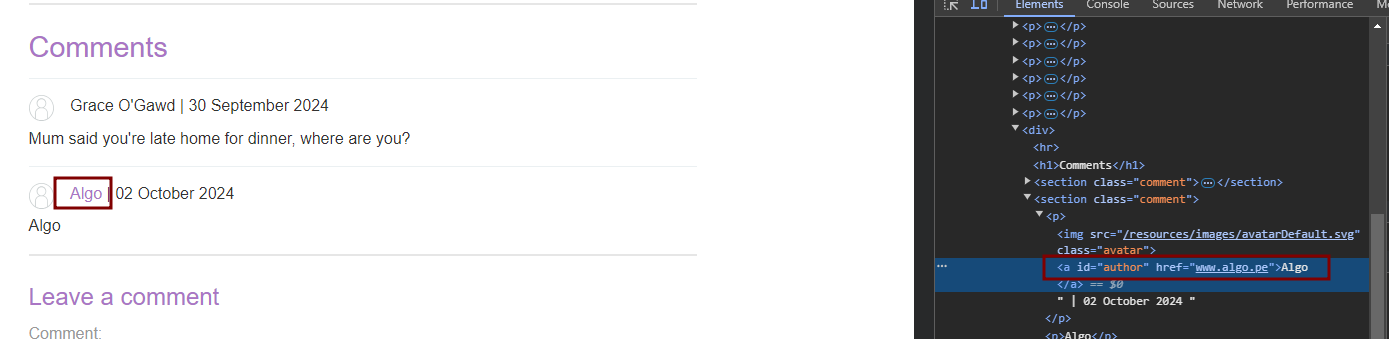 Comments
Grace O'Gawd | 30 September 2024
Mum said you're late home for dinner, where are you?
Algo | 02 October 2024
Algo
Leave a comment
Comment:
Elements Console Sources Network Performance
<p>…</p>
<p>…</p>
<p>…</p>
<p>…</p>
<p>…</p>
<p>…</p>
<div>
<hr>
<h1>Comments</h1>
<section class="comment">…</section>
<section class="comment">
<p>
<img src="/resources/images/avatarDefault.svg"
class="avatar">
<a id="author" href="www.algo.pe">Algo
</a> == $0
" | 02 October 2024 "
</p>
<p>Algo</p>